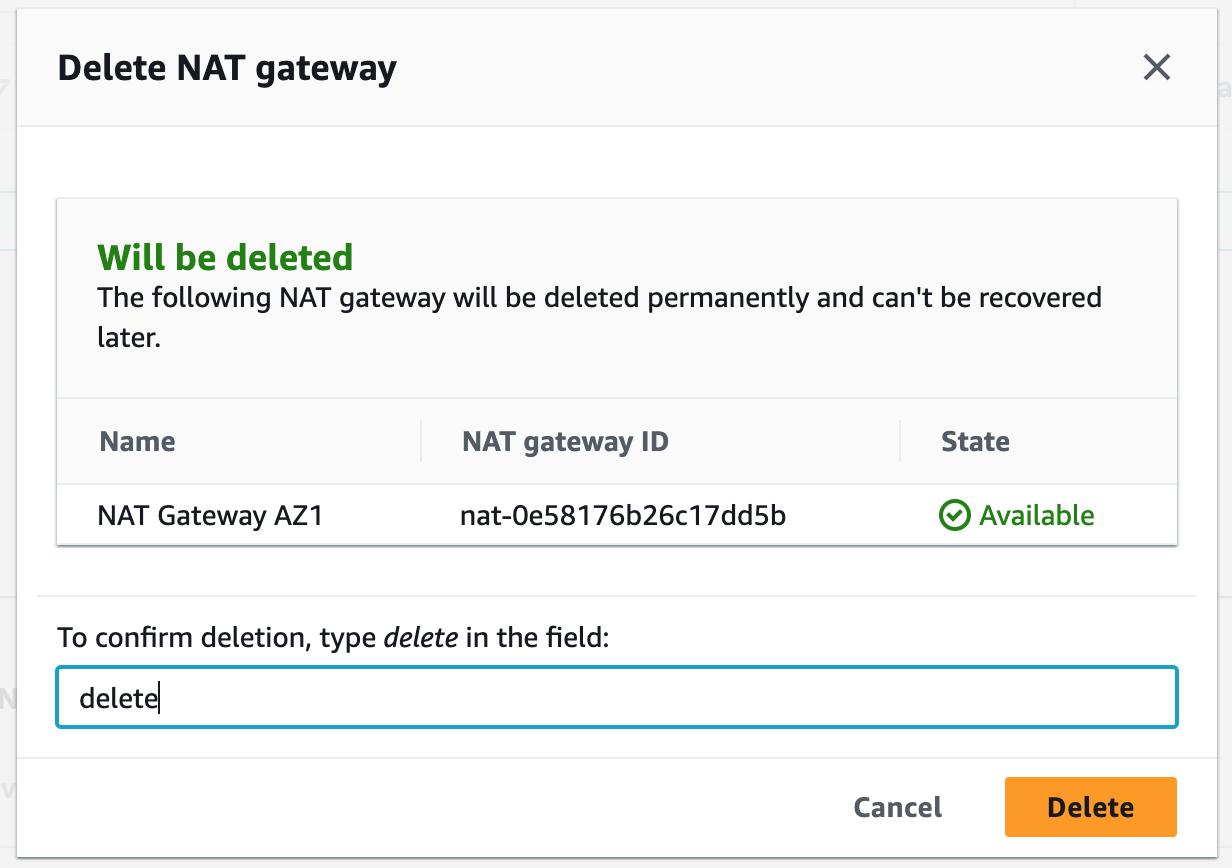 Delete NAT gateway
Will be deleted
The following NAT gateway will be deleted permanently and can't be recovered
later.
Name NAT gateway ID State
NAT Gateway AZ1 nat-0e58176b26c17dd5b Available
To confirm deletion, type delete in the field:
delete
Cancel Delete